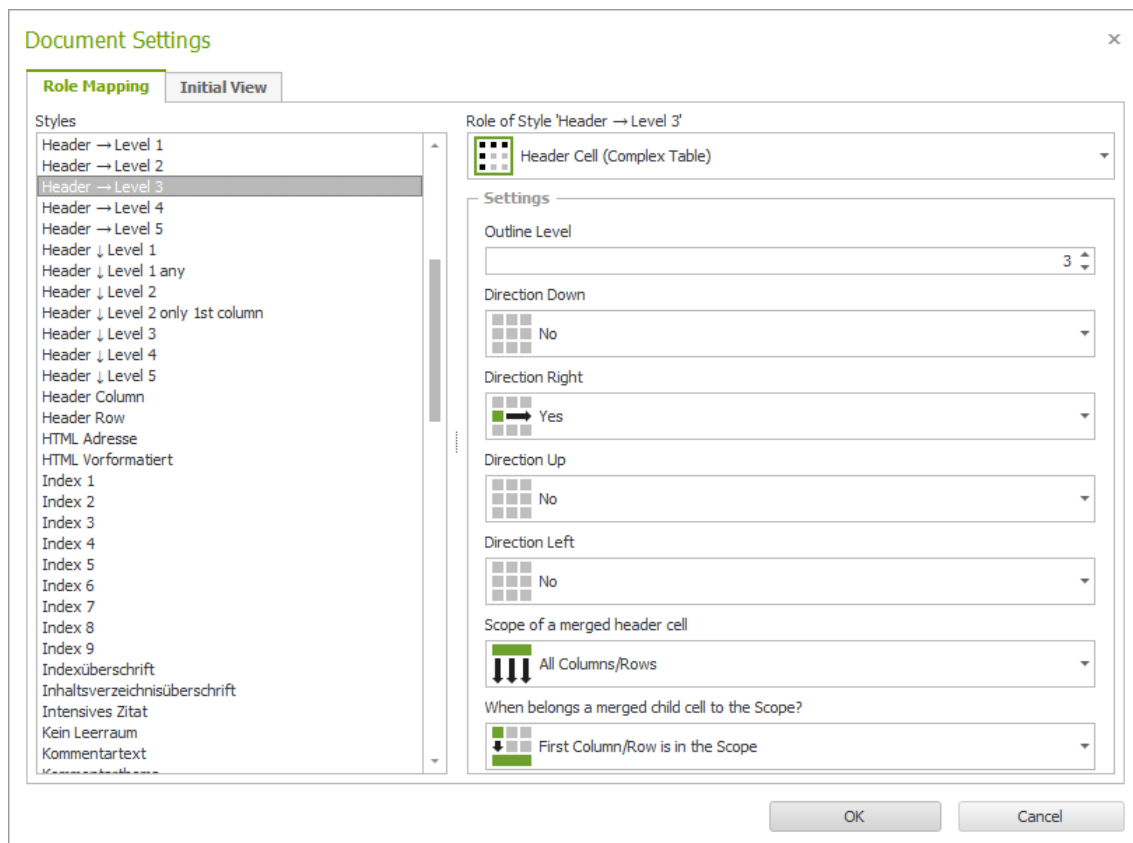 Document Settings
Role Mapping
Initial View
Styles
Header → Level 1
Header → Level 2
Header → Level 3
Header → Level 4
Header → Level 5
Header ↓ Level 1
Header ↓ Level 1 any
Header ↓ Level 2
Header ↓ Level 2 only 1st column
Header ↓ Level 3
Header ↓ Level 4
Header ↓ Level 5
Header Column
Header Row
HTML Adresse
HTML Vorformatiert
Index 1
Index 2
Index 3
Index 4
Index 5
Index 6
Index 7
Index 8
Index 9
Indexüberschrift
Inhaltsverzeichnisüberschrift
Intensives Zitat
Kein Leerraum
Kommentartext
Role of Style 'Header → Level 3'
Header Cell (Complex Table)
Settings
Outline Level
3
Direction Down
No
Direction Right
Yes
Direction Up
No
Direction Left
No
Scope of a merged header cell
All Columns/Rows
When belongs a merged child cell to the Scope?
First Column/Row is in the Scope
OK
Cancel